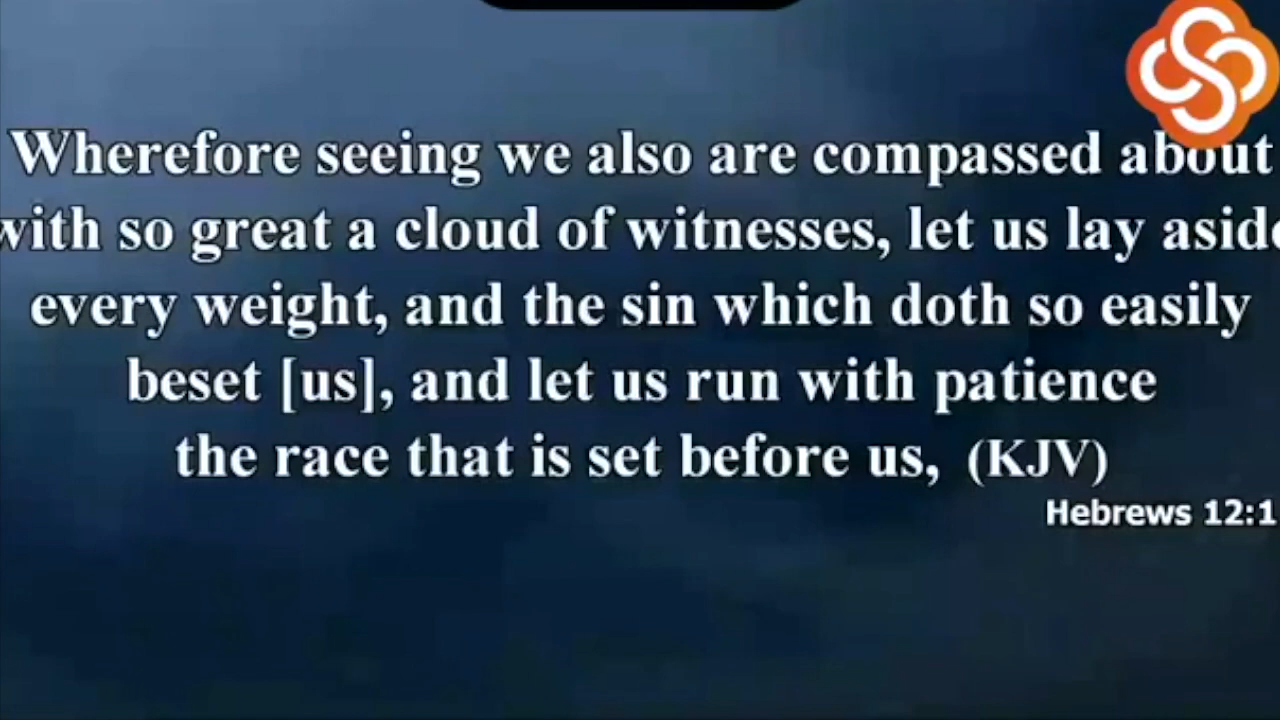 Wherefore seeing we also are compassed about
with so great a cloud of witnesses, let us lay aside
every weight, and the sin which doth so easily
beset [us], and let us run with patience
the race that is set before us, (KJV)
Hebrews 12:1